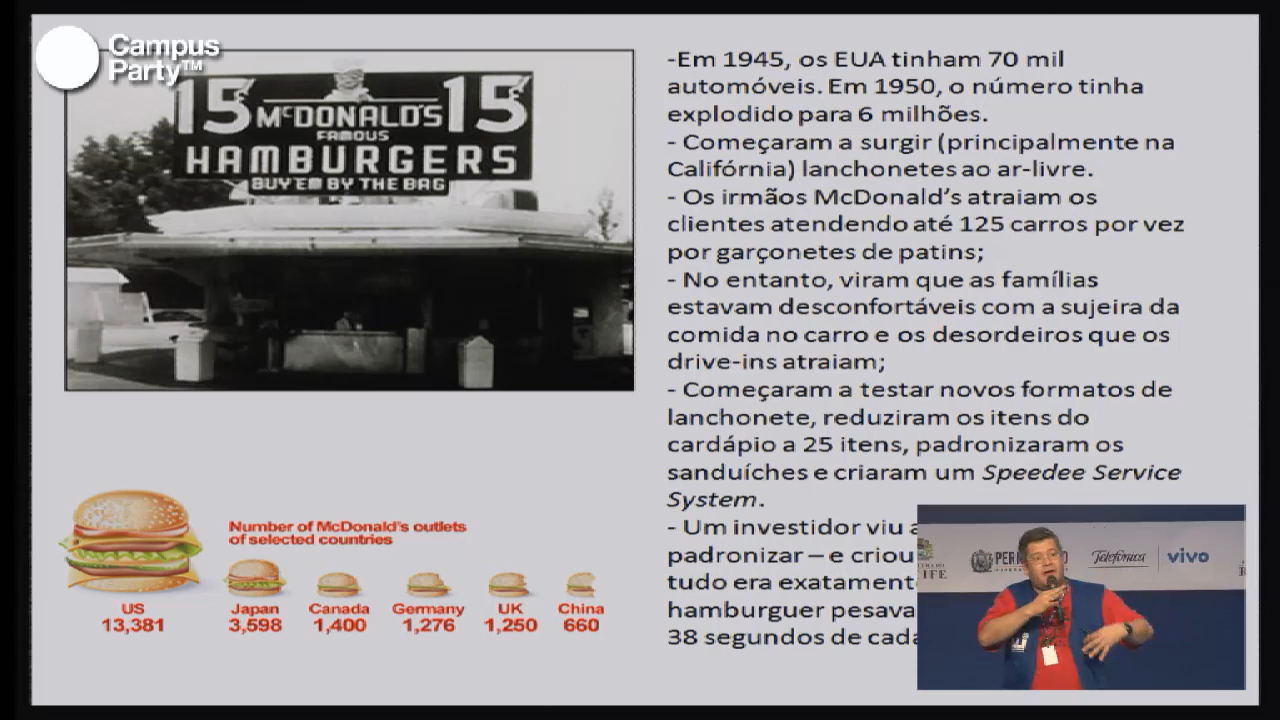 Campus
Party™
15¢ McDONALD'S 15¢
FAMOUS
HAMBURGERS
BUY'EM BY THE BAG
-Em 1945, os EUA tinham 70 mil
automóveis. Em 1950, o número tinha
explodido para 6 milhões.
- Começaram a surgir (principalmente na
Califórnia) lanchonetes ao ar-livre.
- Os irmãos McDonald's atraiam os
clientes atendendo até 125 carros por vez
por garçonetes de patins;
- No entanto, viram que as famílias
estavam desconfortáveis com a sujeira da
comida no carro e os desordeiros que os
drive-ins atraiam;
- Começaram a testar novos formatos de
lanchonete, reduziram os itens do
cardápio a 25 itens, padronizaram os
sanduíches e criaram um Speedee Service
System.
- Um investidor viu a
padronizar – e criou
tudo era exatament
hamburguer pesava
38 segundos de cada
Number of McDonald's outlets
of selected countries
US
13,381
Japan
3,598
Canada
1,400
Germany
1,276
UK
1,250
China
660
IFE
Telefónica
vivo